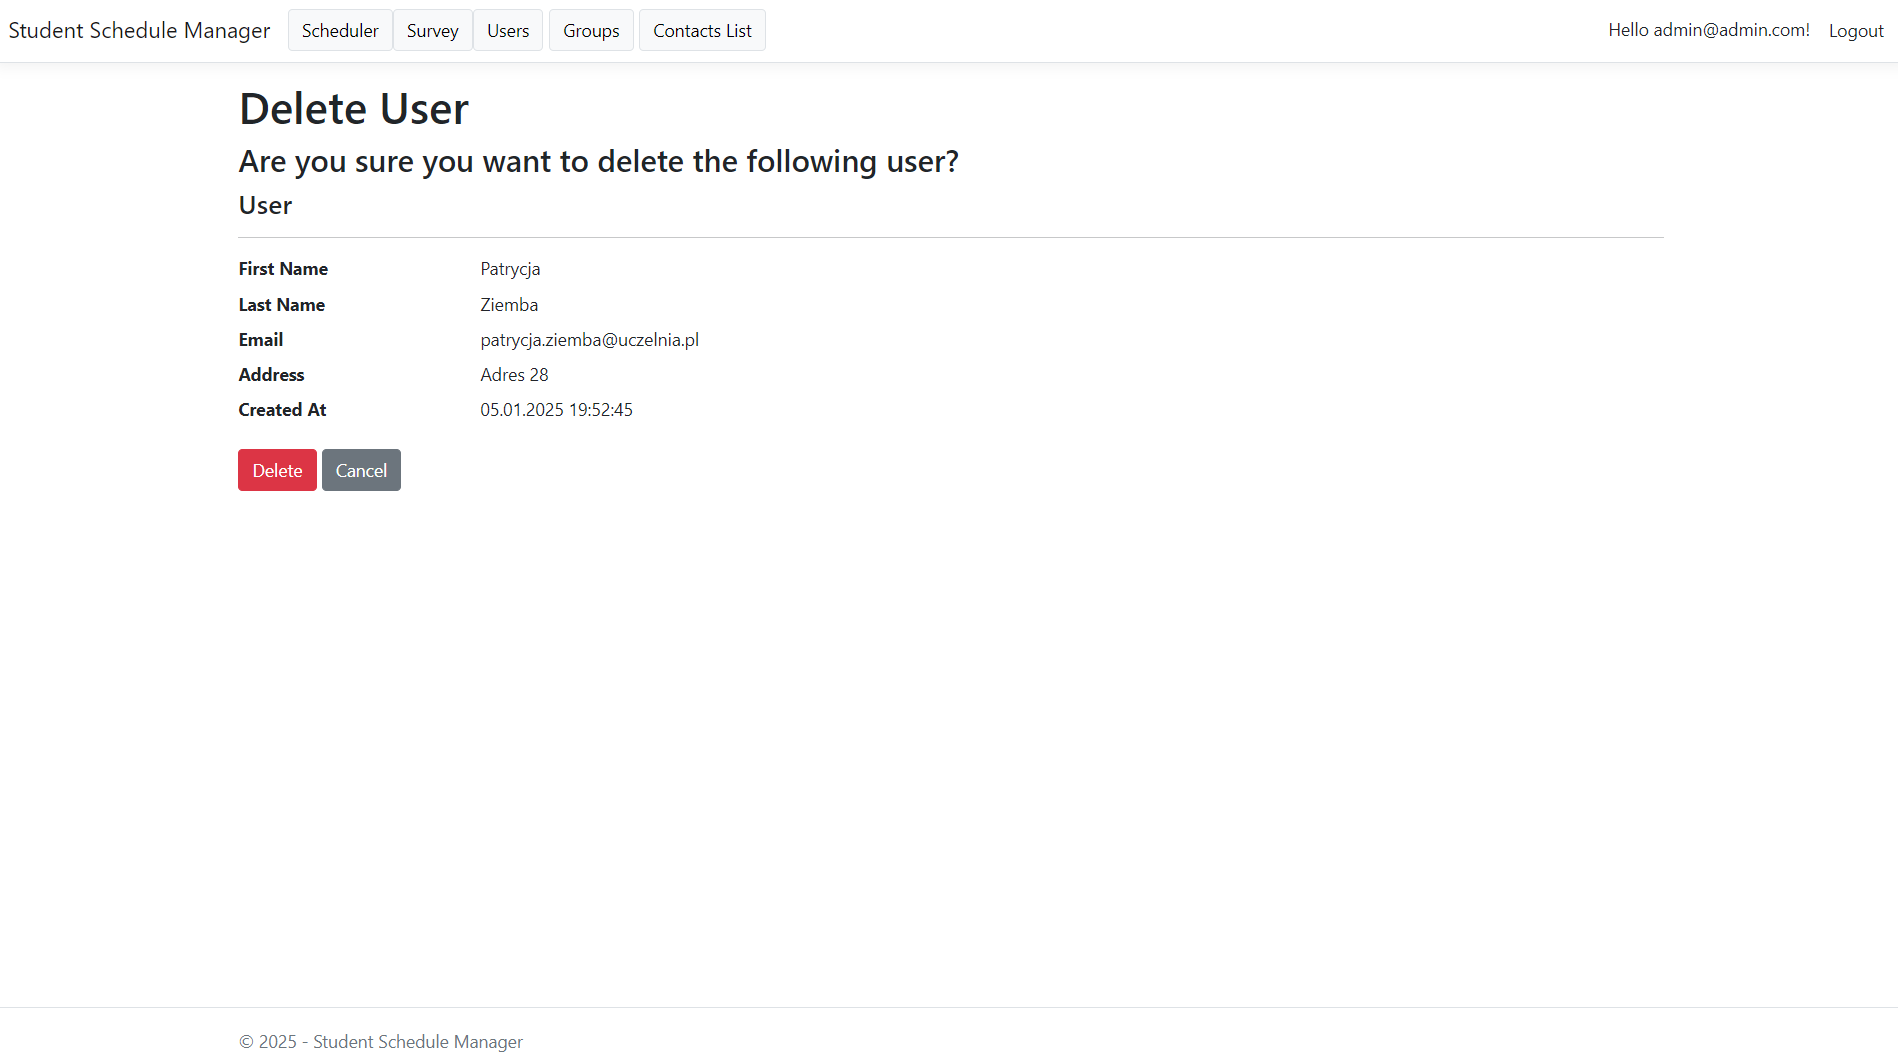 Student Schedule Manager Scheduler Survey Users Groups Contacts List Hello admin@admin.com! Logout
Delete User
Are you sure you want to delete the following user?
User
First Name Patrycja
Last Name Ziemba
Email patrycja.ziemba@uczelnia.pl
Address Adres 28
Created At 05.01.2025 19:52:45
Delete Cancel
© 2025 - Student Schedule Manager